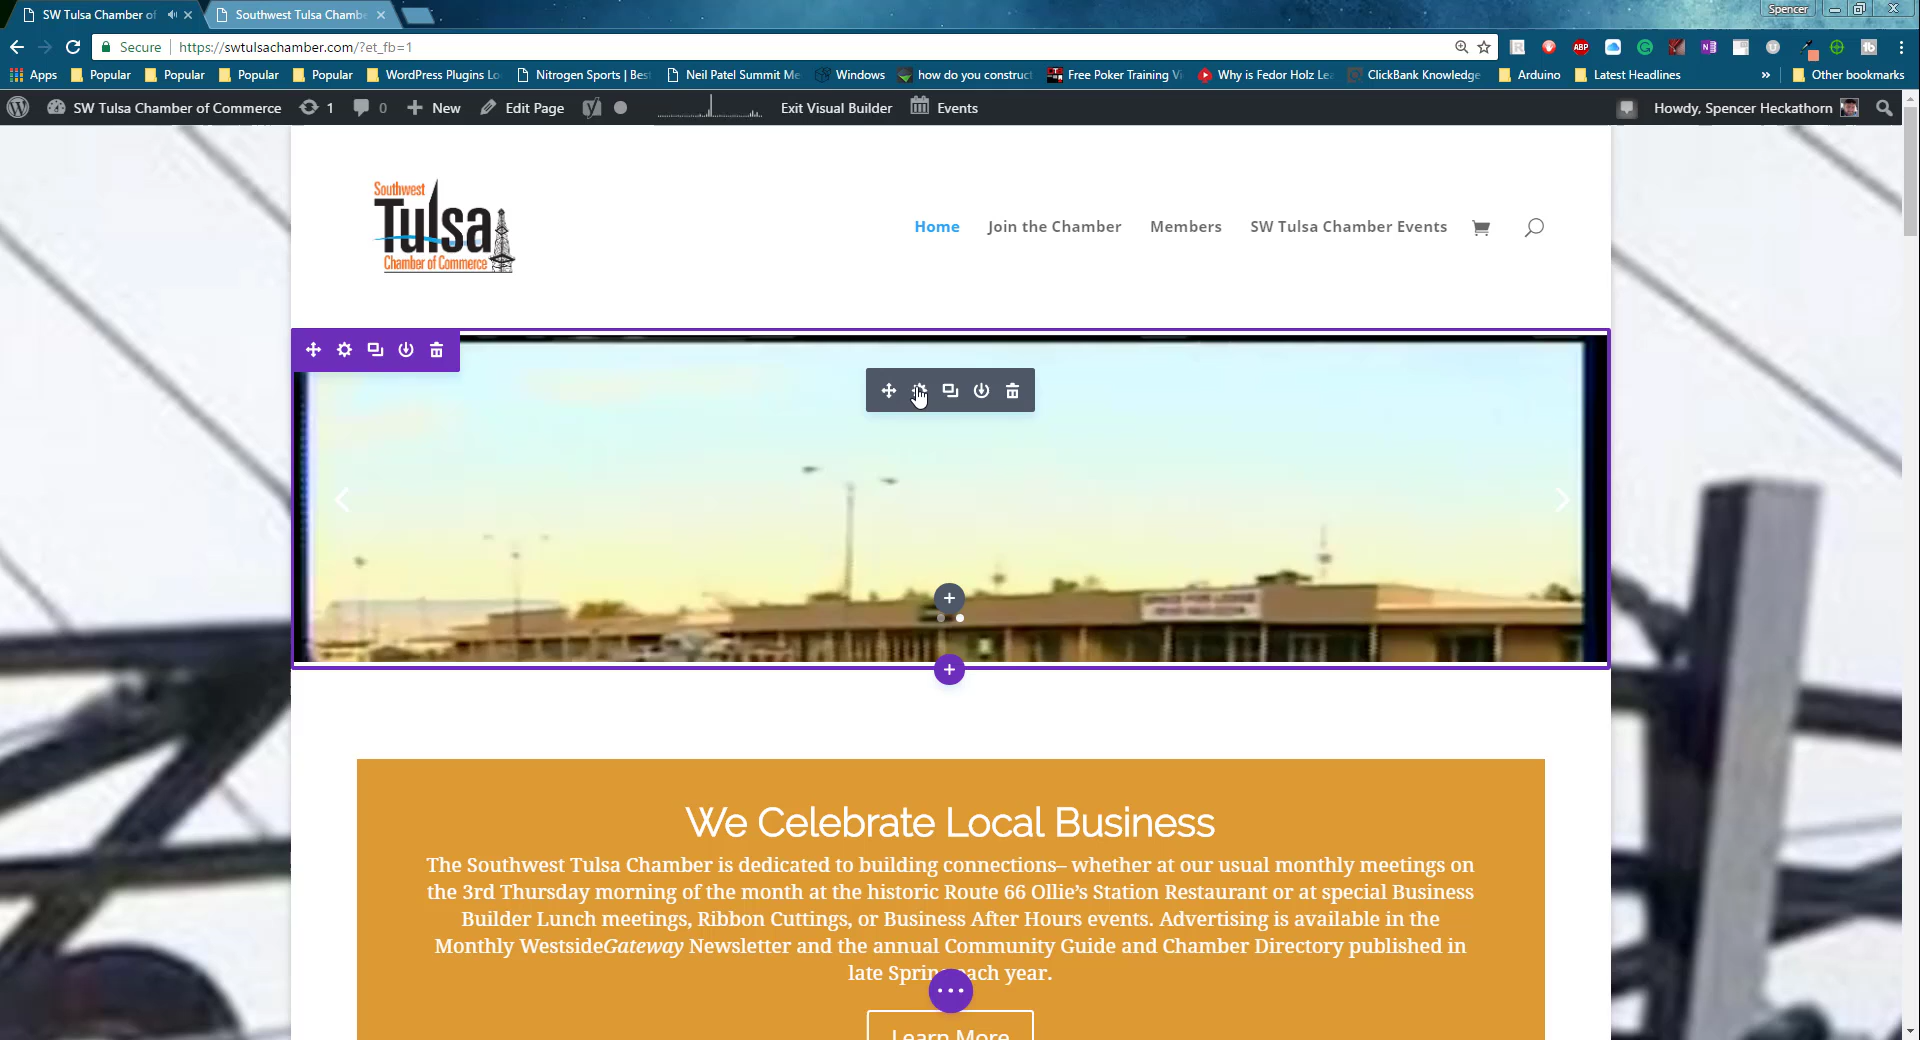 SW Tulsa Chamber of
Southwest Tulsa Chambe
Spencer
Secure
https://swtulsachamber.com/?et_fb=1
ABP
Apps
Popular
Popular
Popular
Popular
WordPress Plugins Lo
Nitrogen Sports | Bes
Neil Patel Summit Me
Windows
how do you construc
Free Poker Training Vi
Why is Fedor Holz Lea
ClickBank Knowledge
Arduino
Latest Headlines
»
Other bookmarks
SW Tulsa Chamber of Commerce
1
0
New
Edit Page
Exit Visual Builder
Events
Howdy, Spencer Heckathorn
Southwest
Tulsa
Chamber of Commerce
Home
Join the Chamber
Members
SW Tulsa Chamber Events
We Celebrate Local Business
The Southwest Tulsa Chamber is dedicated to building connections– whether at our usual monthly meetings on
the 3rd Thursday morning of the month at the historic Route 66 Ollie’s Station Restaurant or at special Business
Builder Lunch meetings, Ribbon Cuttings, or Business After Hours events. Advertising is available in the
Monthly WestsideGateway Newsletter and the annual Community Guide and Chamber Directory published in
late Spring each year.
Learn More